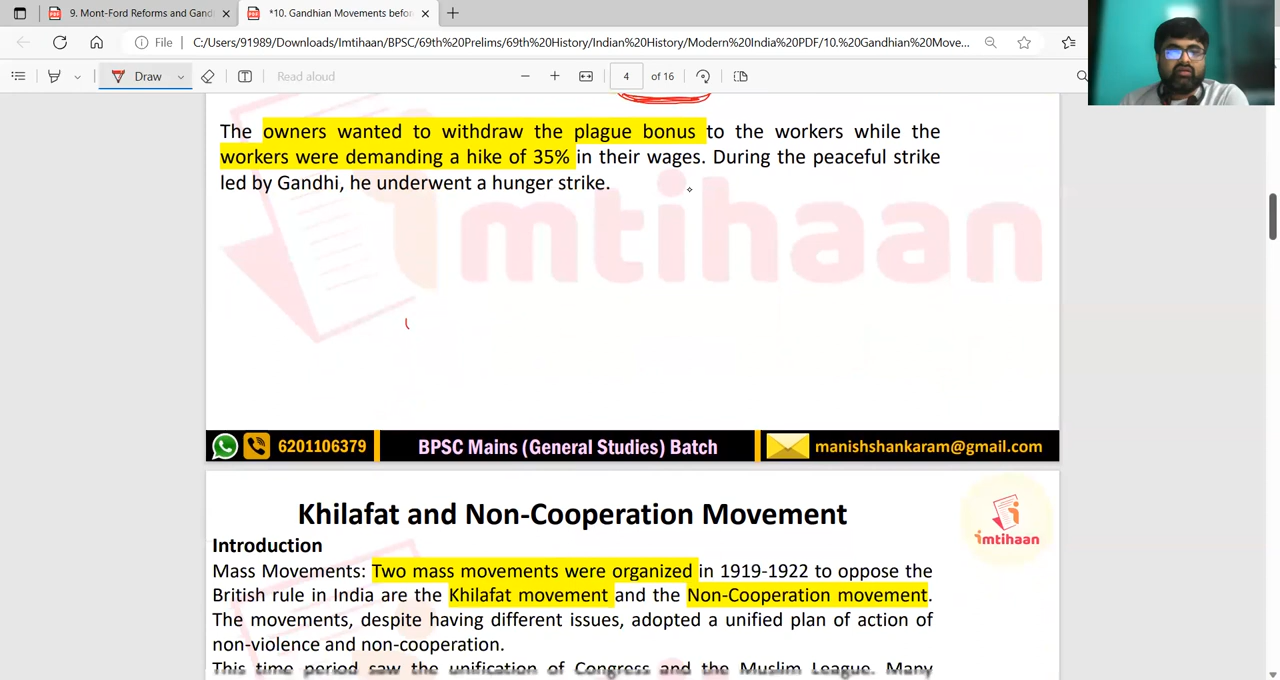 9. Mont-Ford Reforms and Gandh
*10. Gandhian Movements befor
File
C:/Users/91989/Downloads/Imtihaan/BPSC/69th%20Prelims/69th%20History/Indian%20History/Modern%20India%20PDF/10.%20Gandhian%20Move...
Draw
Read aloud
4 of 16
The owners wanted to withdraw the plague bonus to the workers while the
workers were demanding a hike of 35% in their wages. During the peaceful strike
led by Gandhi, he underwent a hunger strike.
imtihaan
6201106379
BPSC Mains (General Studies) Batch
manishshankaram@gmail.com
Khilafat and Non-Cooperation Movement
imtihaan
Introduction
Mass Movements: Two mass movements were organized in 1919-1922 to oppose the
British rule in India are the Khilafat movement and the Non-Cooperation movement.
The movements, despite having different issues, adopted a unified plan of action of
non-violence and non-cooperation.
This time period saw the unification of Congress and the Muslim League. Many